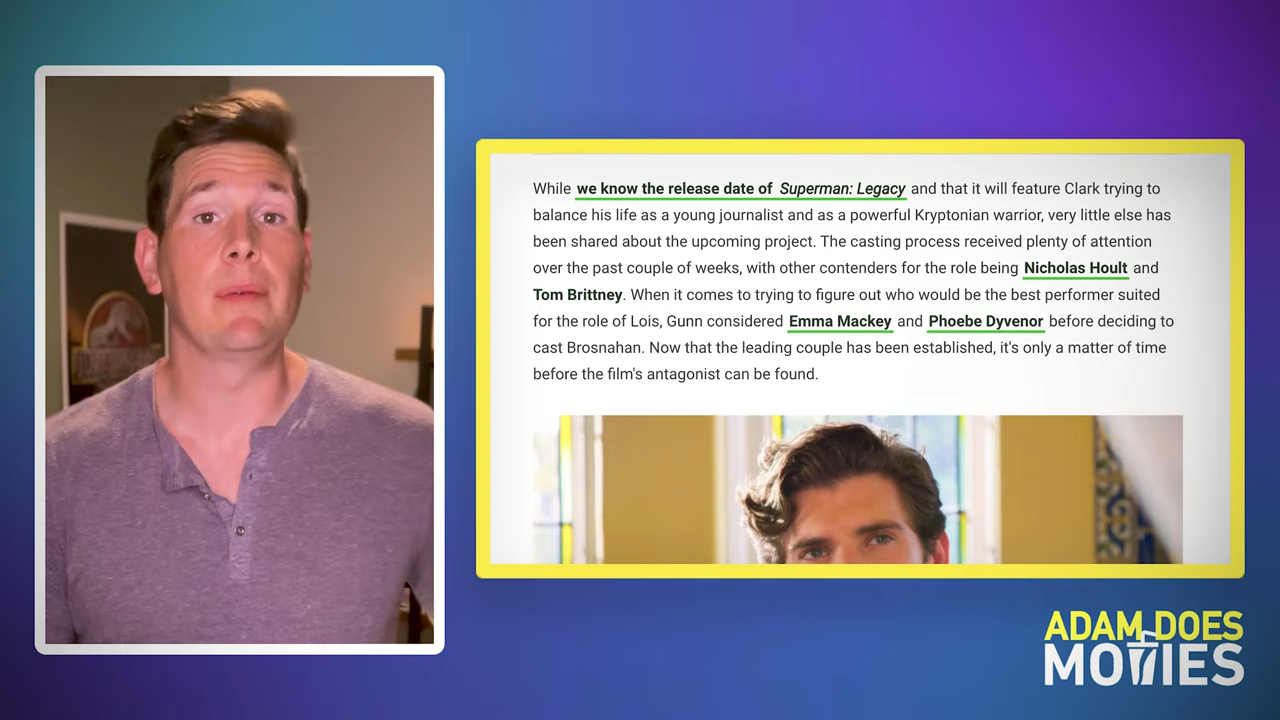 While we know the release date of Superman: Legacy and that it will feature Clark trying to
balance his life as a young journalist and as a powerful Kryptonian warrior, very little else has
been shared about the upcoming project. The casting process received plenty of attention
over the past couple of weeks, with other contenders for the role being Nicholas Hoult and
Tom Brittney. When it comes to trying to figure out who would be the best performer suited
for the role of Lois, Gunn considered Emma Mackey and Phoebe Dyvenor before deciding to
cast Brosnahan. Now that the leading couple has been established, it's only a matter of time
before the film's antagonist can be found.
ADAM DOES
MOVIES